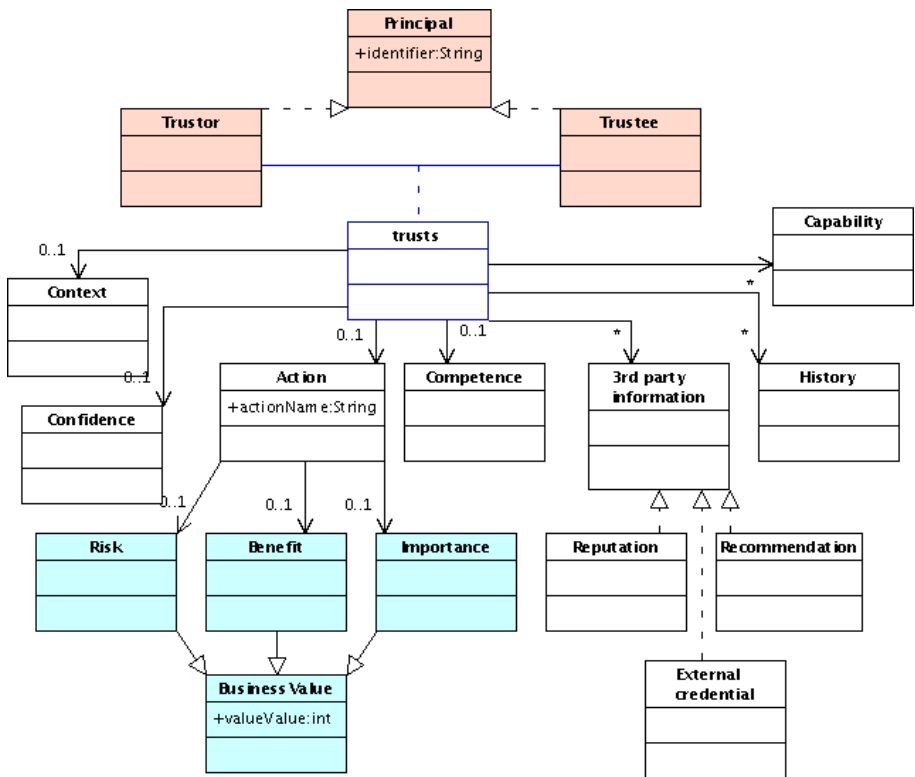 Principal
+identifier:String
Trustor
Trustee
trusts
Capability
0..1
Context
*
0..1
0..1
*
*
0..1
Action
+actionName:String
Competence
3rd party
information
History
Confidence
0..1
0..1
0..1
Risk
Benefit
Importance
Reputation
Recommendation
Business Value
+valueValue:int
External
credential